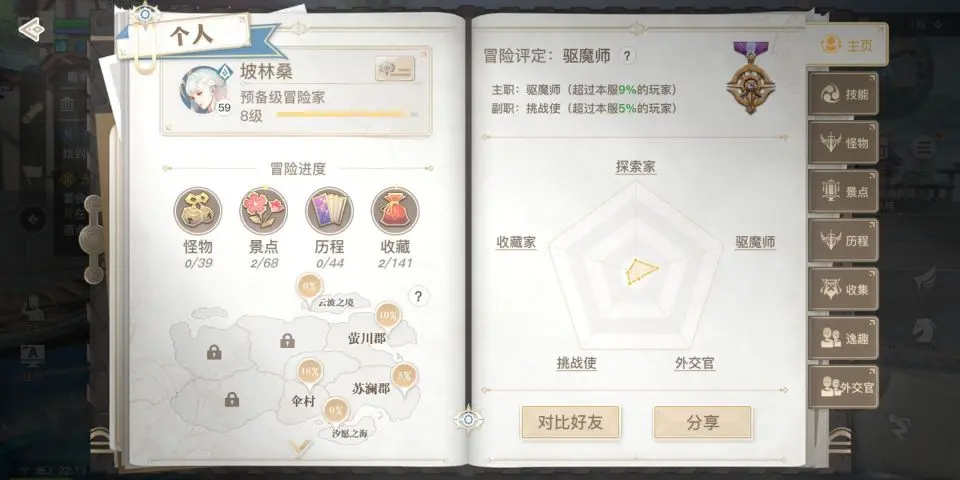 个人
坡林桑
预备级冒险家
59
8级
冒险进度
怪物
0/39
景点
2/68
历程
0/44
收藏
2/141
?
0%
云波之境
10%
萤川郡
18%
伞村
5%
苏澜郡
0%
汐愿之海
冒险评定：驱魔师 ?
主职：驱魔师（超过本服9%的玩家）
副职：挑战使（超过本服5%的玩家）
探索家
收藏家
驱魔师
挑战使
外交官
对比好友
分享
主页
技能
怪物
景点
历程
收集
逸趣
外交官